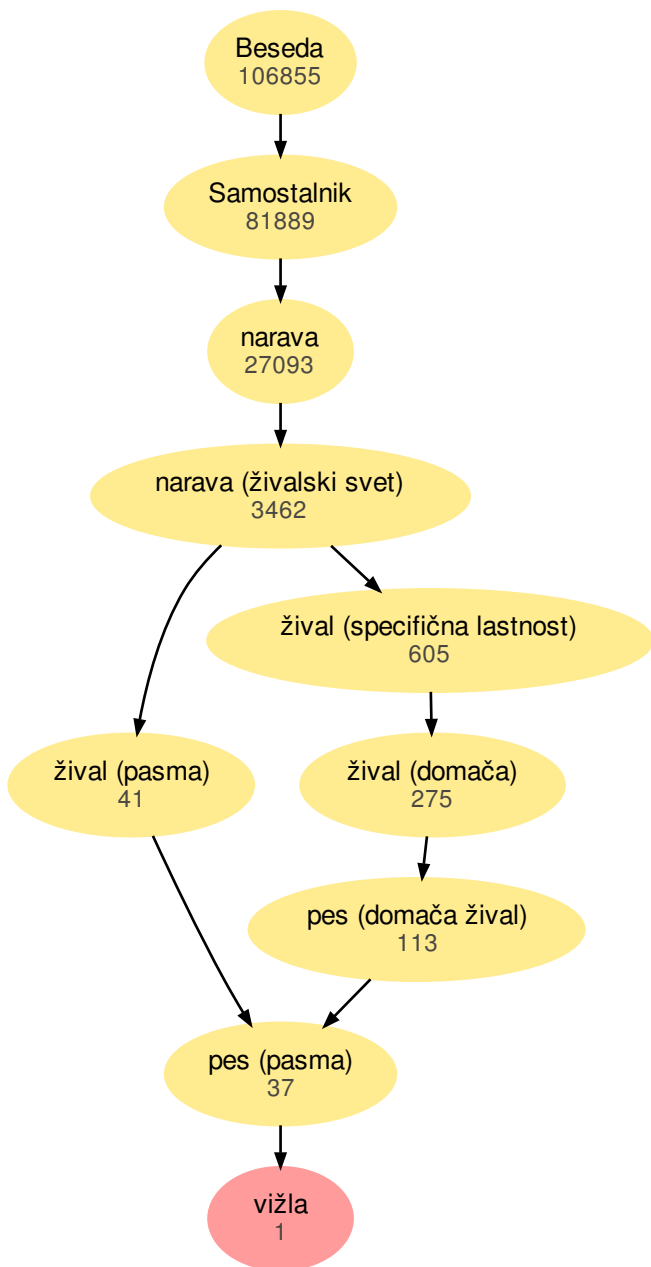 Beseda
106855
Samostalnik
81889
narava
27093
narava (živalski svet)
3462
žival (specifična lastnost)
605
žival (pasma)
41
žival (domača)
275
pes (domača žival)
113
pes (pasma)
37
vižla
1